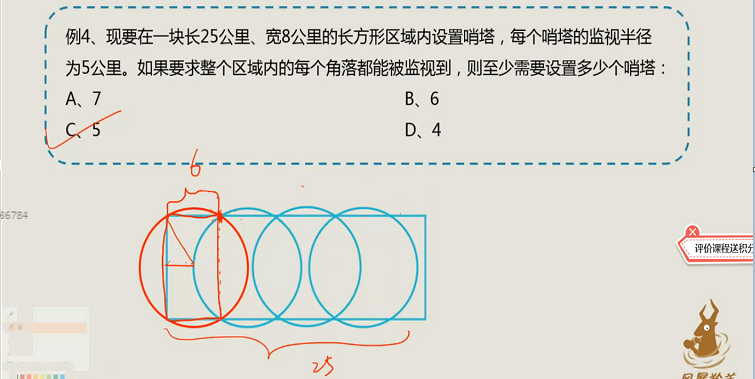 例4、现要在一块长25公里、宽8公里的长方形区域内设置哨塔，每个哨塔的监视半径
为5公里。如果要求整个区域内的每个角落都能被监视到，则至少需要设置多少个哨塔：
A、7
B、6
C、5
D、4
6
36784
评价课程送积分
25